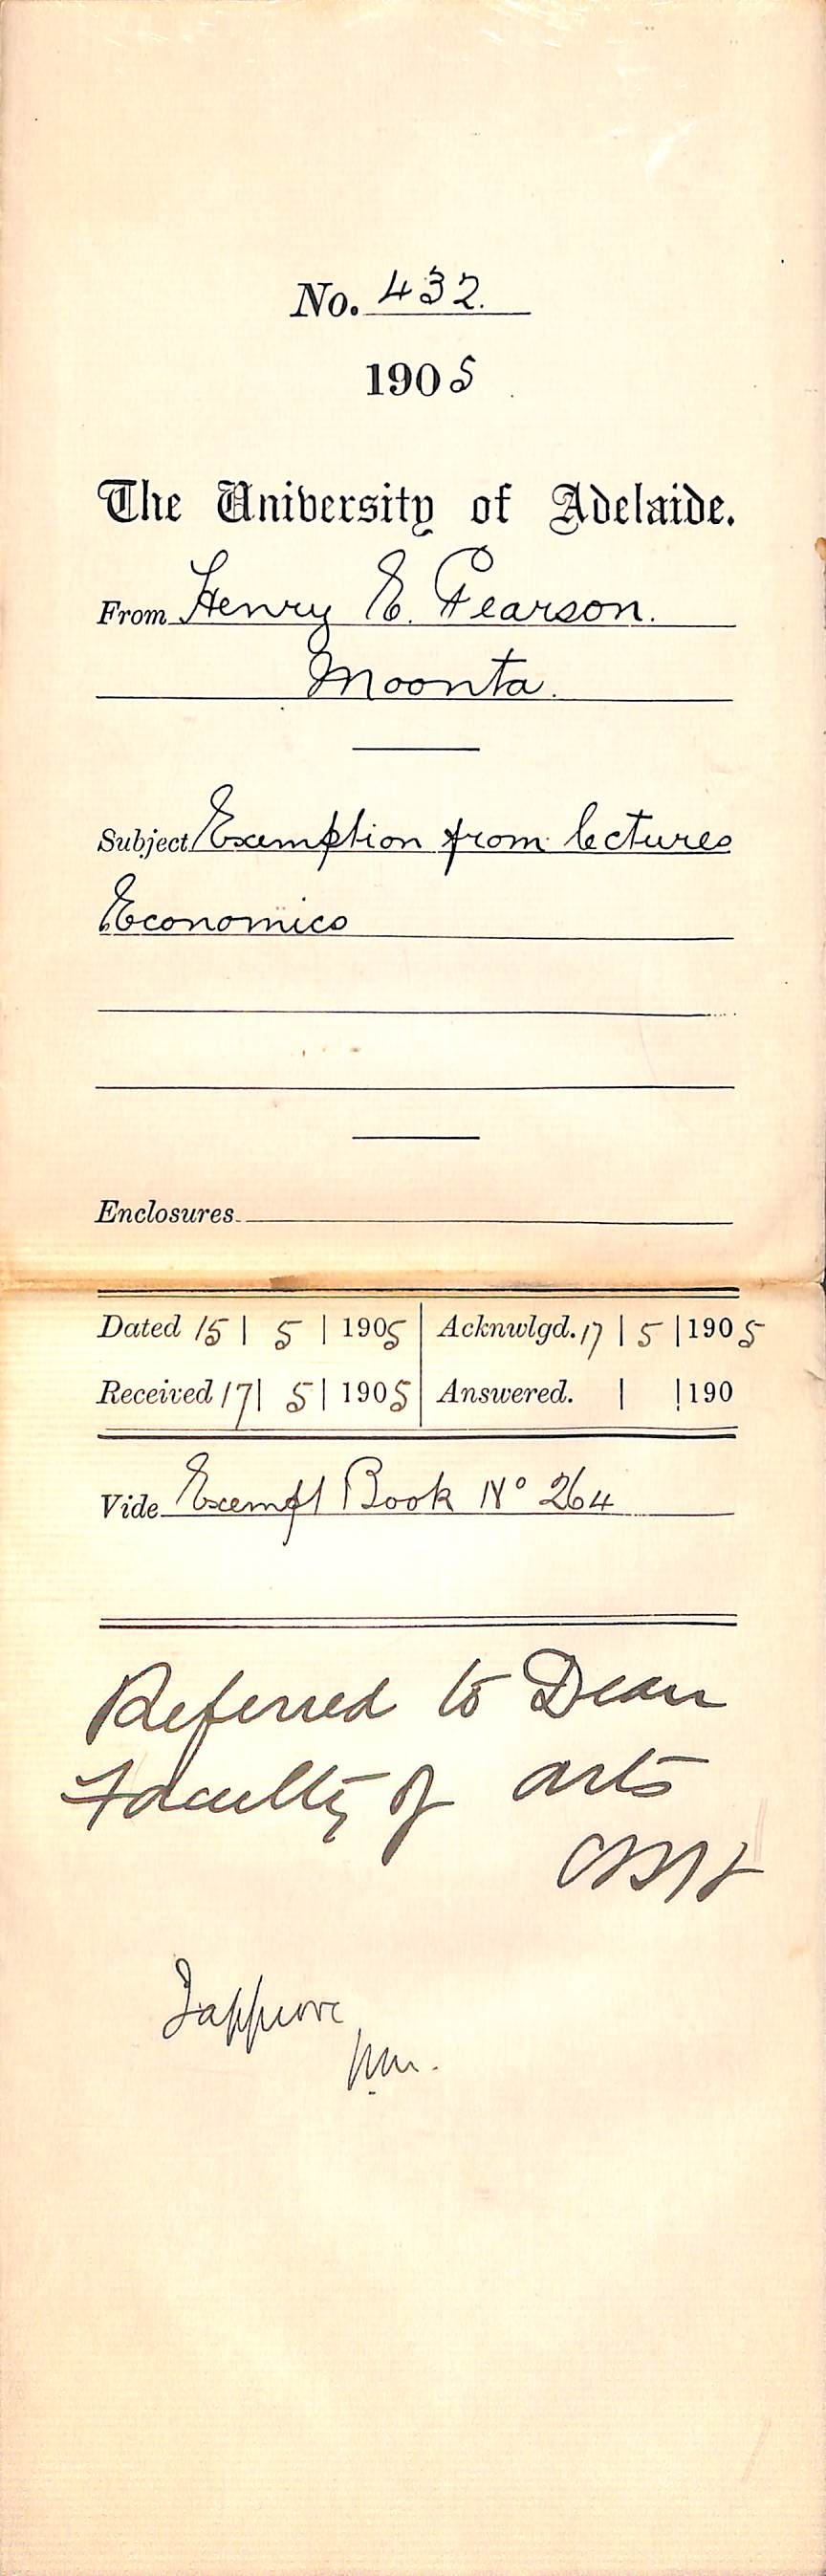 No. 432.
1905
The University of Adelaide.
From Henry E. Pearson.
Moonta.
Subject Exemption from lectures
Economics
Enclosures
Dated 15 | 5 | 1905 Acknwlgd. 17 | 5 | 1905
Received 17 | 5 | 1905 Answered. | | 190
Vide Exempt Book No 264
Referred to Dean
Faculty of arts
I approve